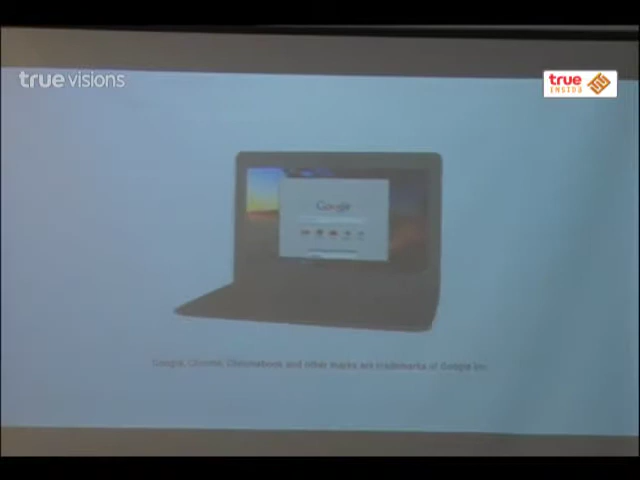 true visions
true
INSIDE
Google
Google, Chrome, Chromebook and other marks are trademarks of Google Inc.